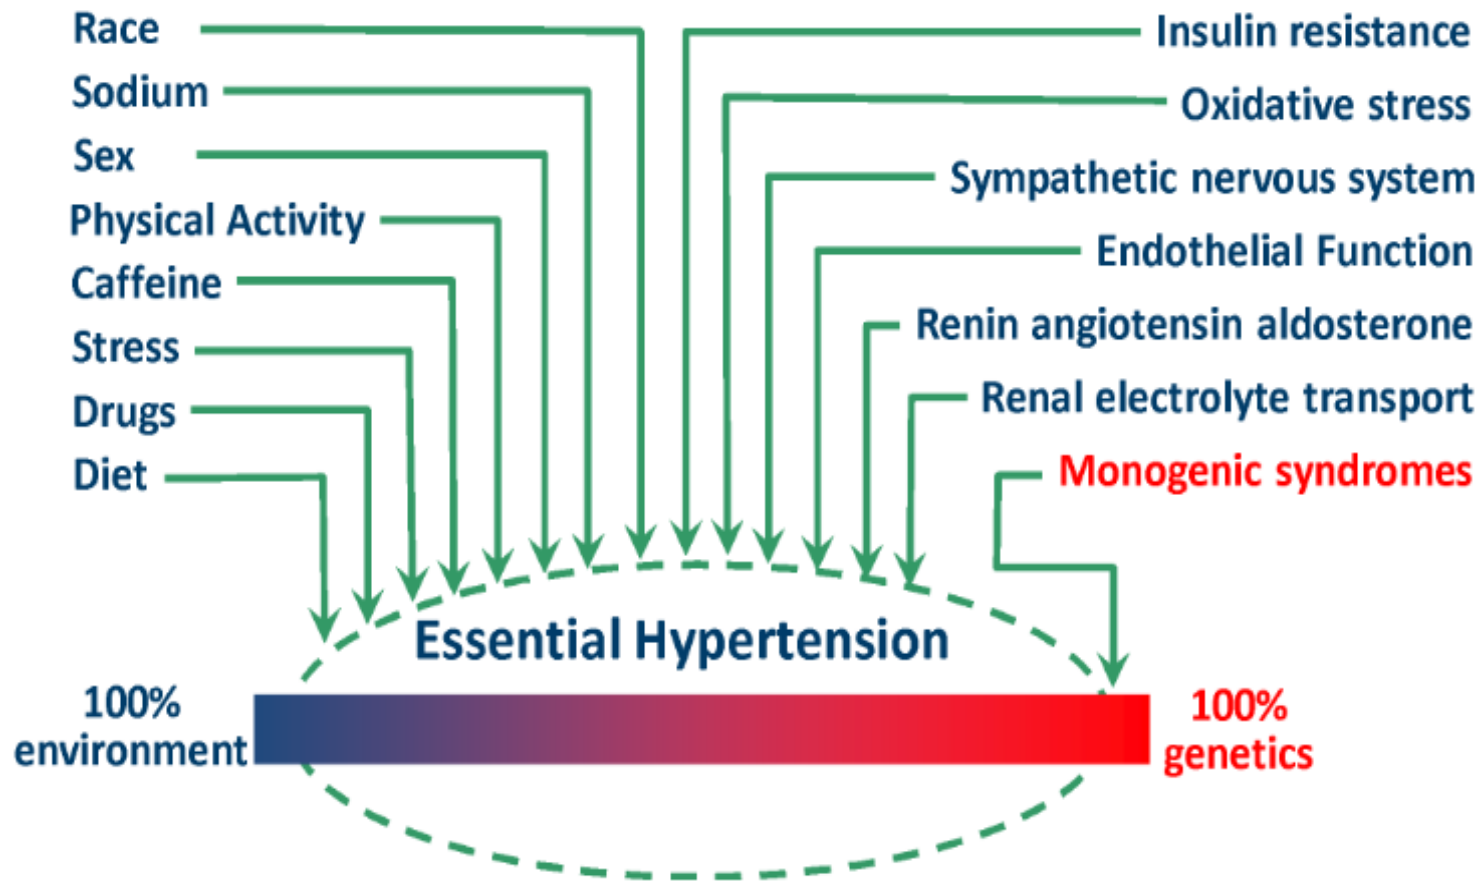 Race
Sodium
Sex
Physical Activity
Caffeine
Stress
Drugs
Diet
Insulin resistance
Oxidative stress
Sympathetic nervous system
Endothelial Function
Renin angiotensin aldosterone
Renal electrolyte transport
Monogenic syndromes
Essential Hypertension
100%
environment
100%
genetics